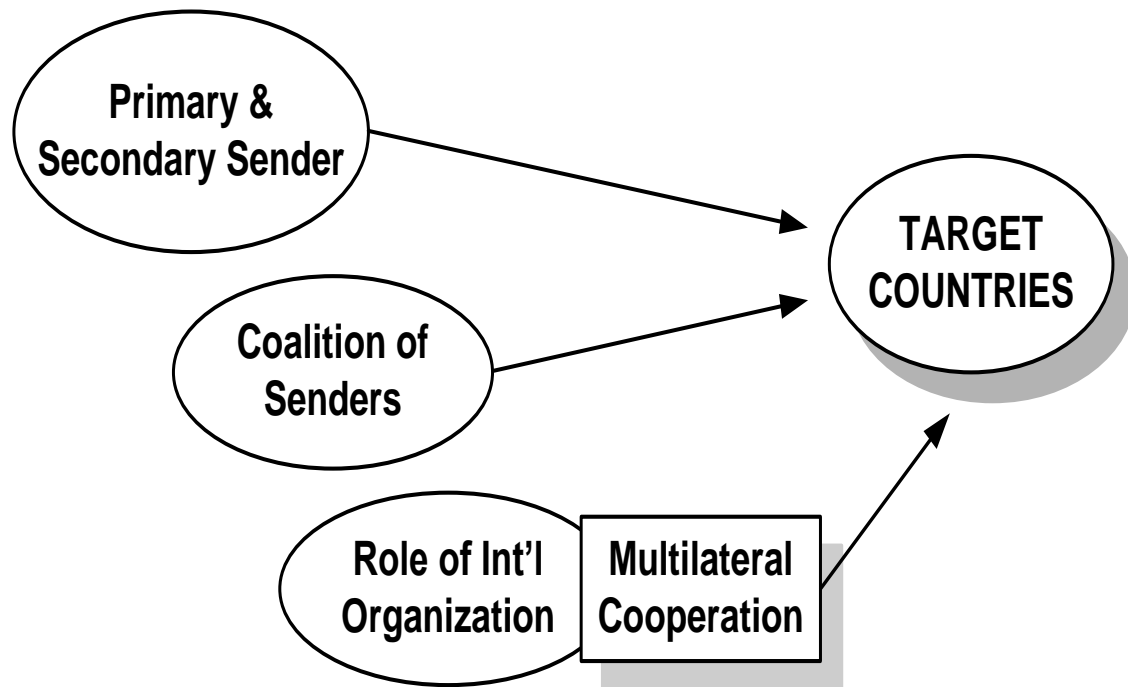 Primary &
Secondary Sender
TARGET
COUNTRIES
Coalition of
Senders
Role of Int’l
Organization
Multilateral
Cooperation